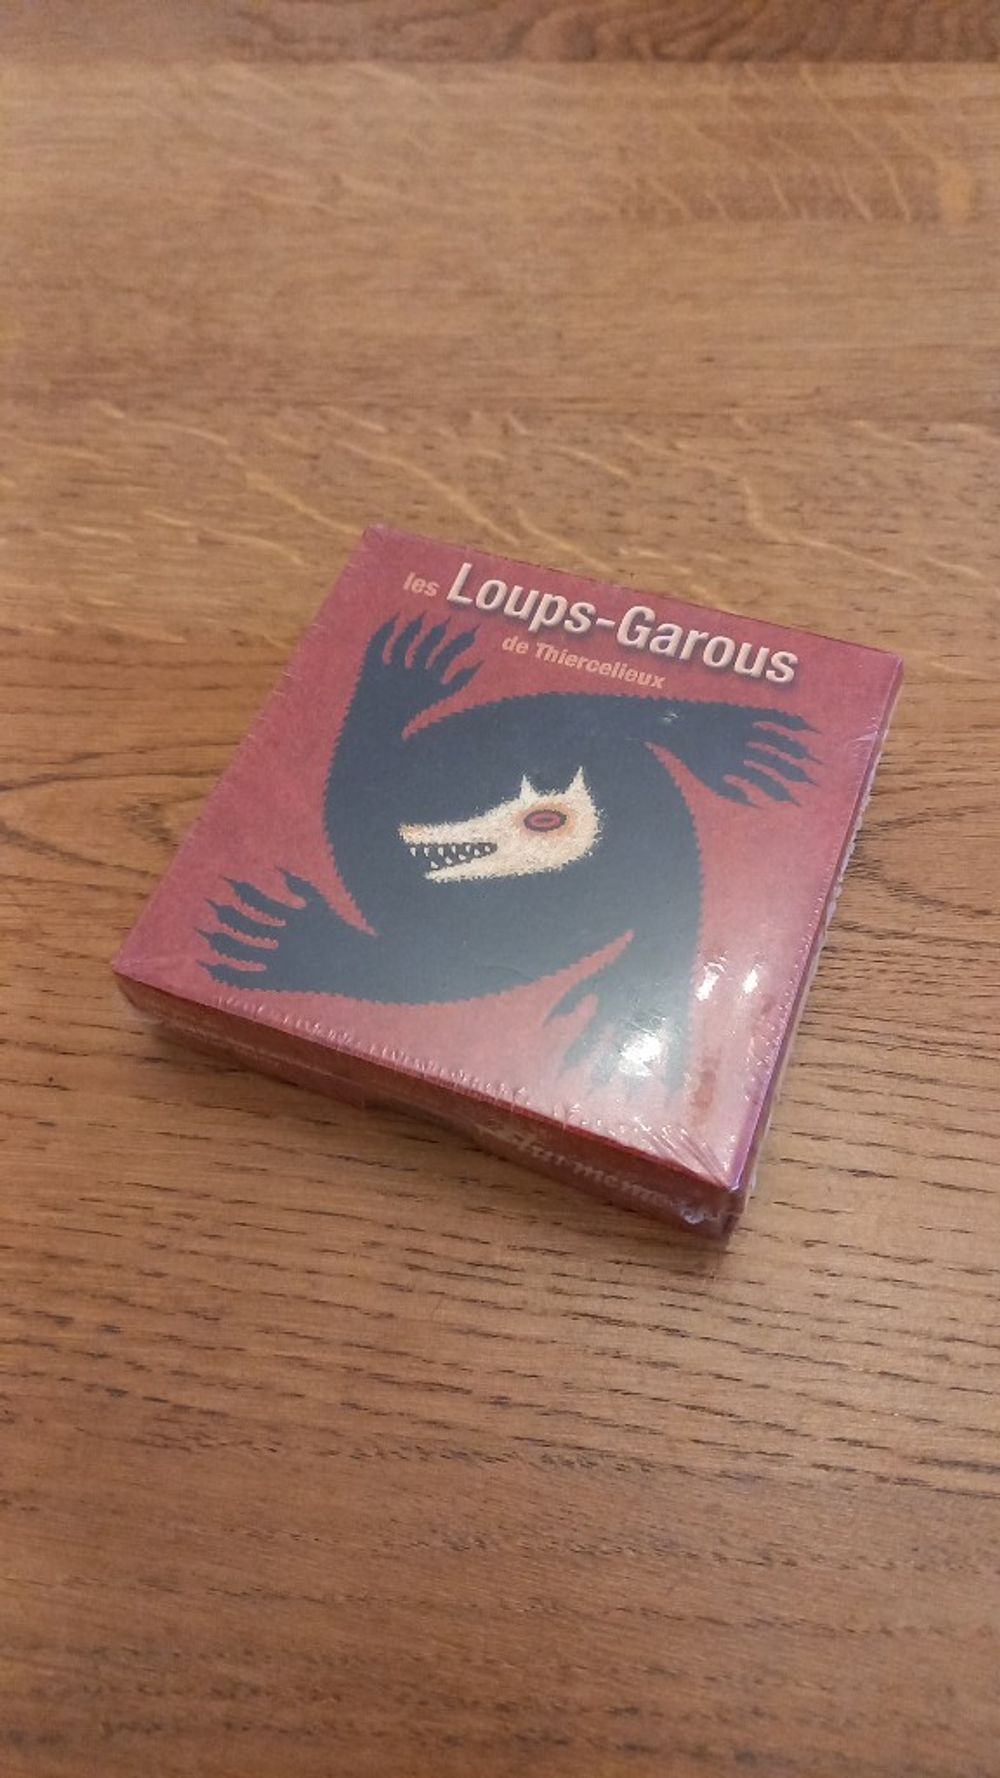 les Loups-Garous
de Thiercelieux